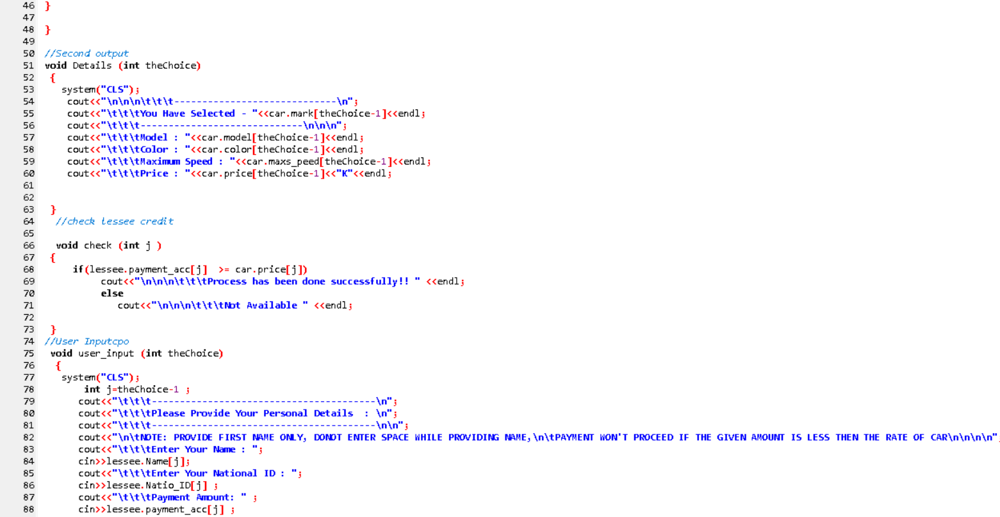 46 }
47
48 }
49
50 //Second output
51 void Details (int theChoice)
52 {
53 system("CLS");
54 cout<<"\n\n\n\t\t\t-----------------------------\n";
55 cout<<"\t\t\tYou Have Selected - "<<car.mark[theChoice-1]<<endl;
56 cout<<"\t\t\t-----------------------------\n\n\n";
57 cout<<"\t\t\tModel : "<<car.model[theChoice-1]<<endl;
58 cout<<"\t\t\tColor : "<<car.color[theChoice-1]<<endl;
59 cout<<"\t\t\tMaximum Speed : "<<car.maxs_peed[theChoice-1]<<endl;
60 cout<<"\t\t\tPrice : "<<car.price[theChoice-1]<<"K"<<endl;
61
62
63 }
64 //check lessee credit
65
66 void check (int j )
67 {
68 if(lessee.payment_acc[j] >= car.price[j])
69 cout<<"\n\n\n\t\t\tProcess has been done successfully!! " <<endl;
70 else
71 cout<<"\n\n\n\t\t\tNot Available " <<endl;
72
73 }
74 //User Inputcpo
75 void user_input (int theChoice)
76 {
77 system("CLS");
78 int j=theChoice-1 ;
79 cout<<"\t\t\t----------------------------------------\n";
80 cout<<"\t\t\tPlease Provide Your Personal Details : \n";
81 cout<<"\t\t\t----------------------------------------\n\n";
82 cout<<"\n\tNOTE: PROVIDE FIRST NAME ONLY, DONOT ENTER SPACE WHILE PROVIDING NAME,\n\tPAYMENT WON'T PROCEED IF THE GIVEN AMOUNT IS LESS THEN THE RATE OF CAR\n\n\n\n";
83 cout<<"\t\t\tEnter Your Name : ";
84 cin>>lessee.Name[j];
85 cout<<"\t\t\tEnter Your National ID : ";
86 cin>>lessee.Natio_ID[j] ;
87 cout<<"\t\t\tPayment Amount: " ;
88 cin>>lessee.payment_acc[j] ;